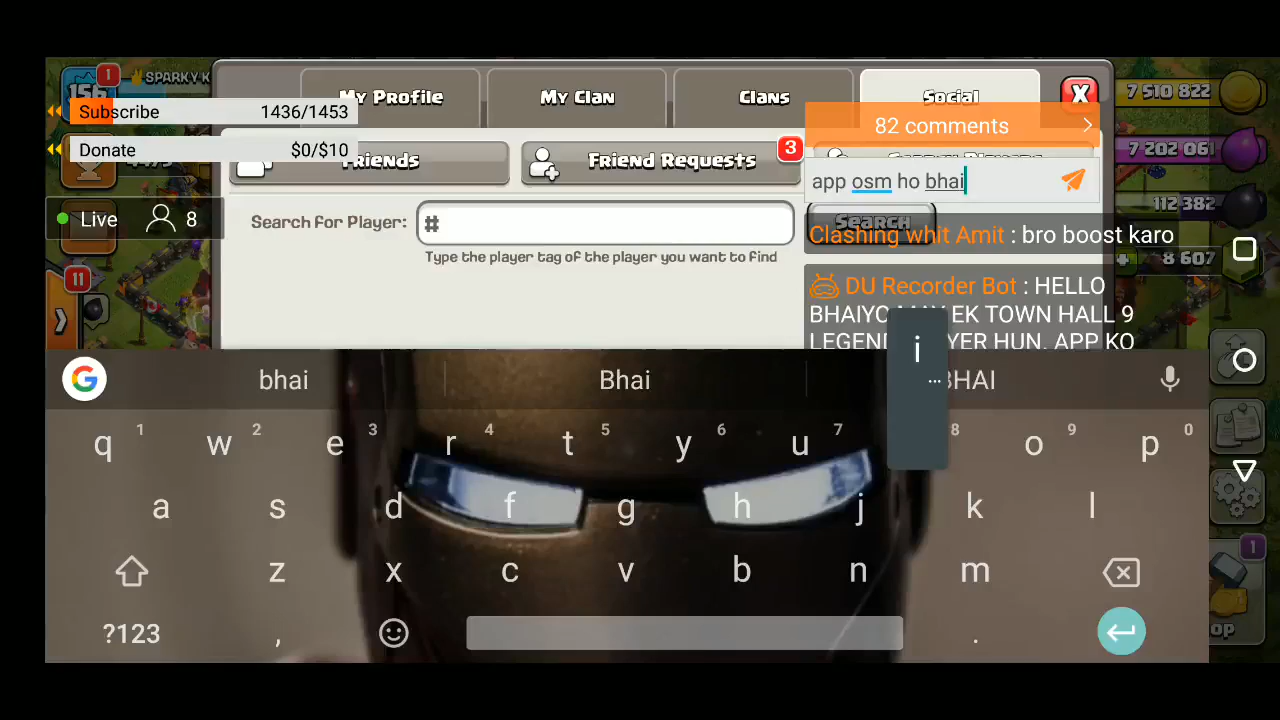 1
156
SPARKY K
Subscribe 1436/1453
Donate $0/$10
Live 8
11
My Profile
My Clan
Clans
Social
X
Friends
Friend Requests
3
Search for Player: #
Type the player tag of the player you want to find
Search
82 comments
app osm ho bhai
Clashing whit Amit : bro boost karo
DU Recorder Bot : HELLO
EK TOWN HALL 9
HUN. APP KO
7 510 822
7 202 061
112 382
8 607
1
i
...
bhai Bhai BHAI
q 1 w 2 e 3 r 4 t 5 y 6 u 7 8 o 9 p 0
a s d f g h j k l
z x c v b n m
?123 , .